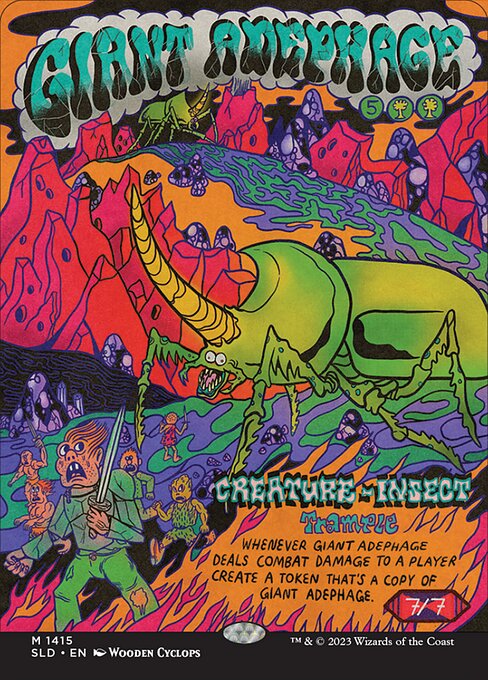 GIANT ADEPHAGE
5
CREATURE - INSECT
Trample
WHENEVER GIANT ADEPHAGE
DEALS COMBAT DAMAGE TO A PLAYER
CREATE A TOKEN THAT'S A COPY OF
GIANT ADEPHAGE.
7/7
M 1415
SLD • EN WOODEN CYCLOPS
™ & © 2023 Wizards of the Coast